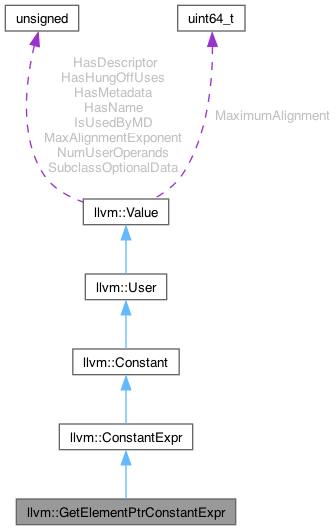 unsigned
uint64_t
HasDescriptor
HasHungOffUses
HasMetadata
HasName
IsUsedByMD
MaxAlignmentExponent
NumUserOperands
SubclassOptionalData
MaximumAlignment
llvm::Value
llvm::User
llvm::Constant
llvm::ConstantExpr
llvm::GetElementPtrConstantExpr